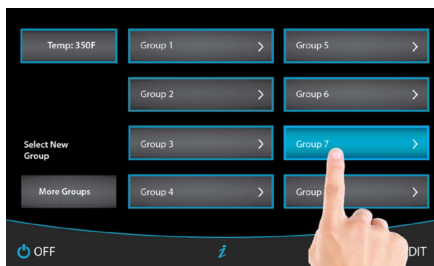 Temp: 350F
Group 1
Group 5
Group 2
Group 6
Select New
Group
Group 3
Group 7
More Groups
Group 4
Group
OFF
i
DIT